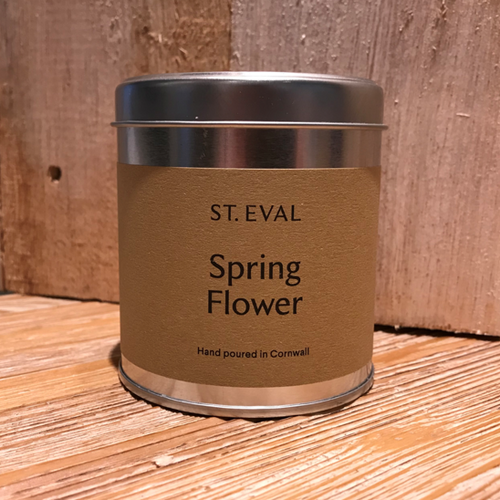 ST. EVAL
Spring
Flower
Hand poured in Cornwall